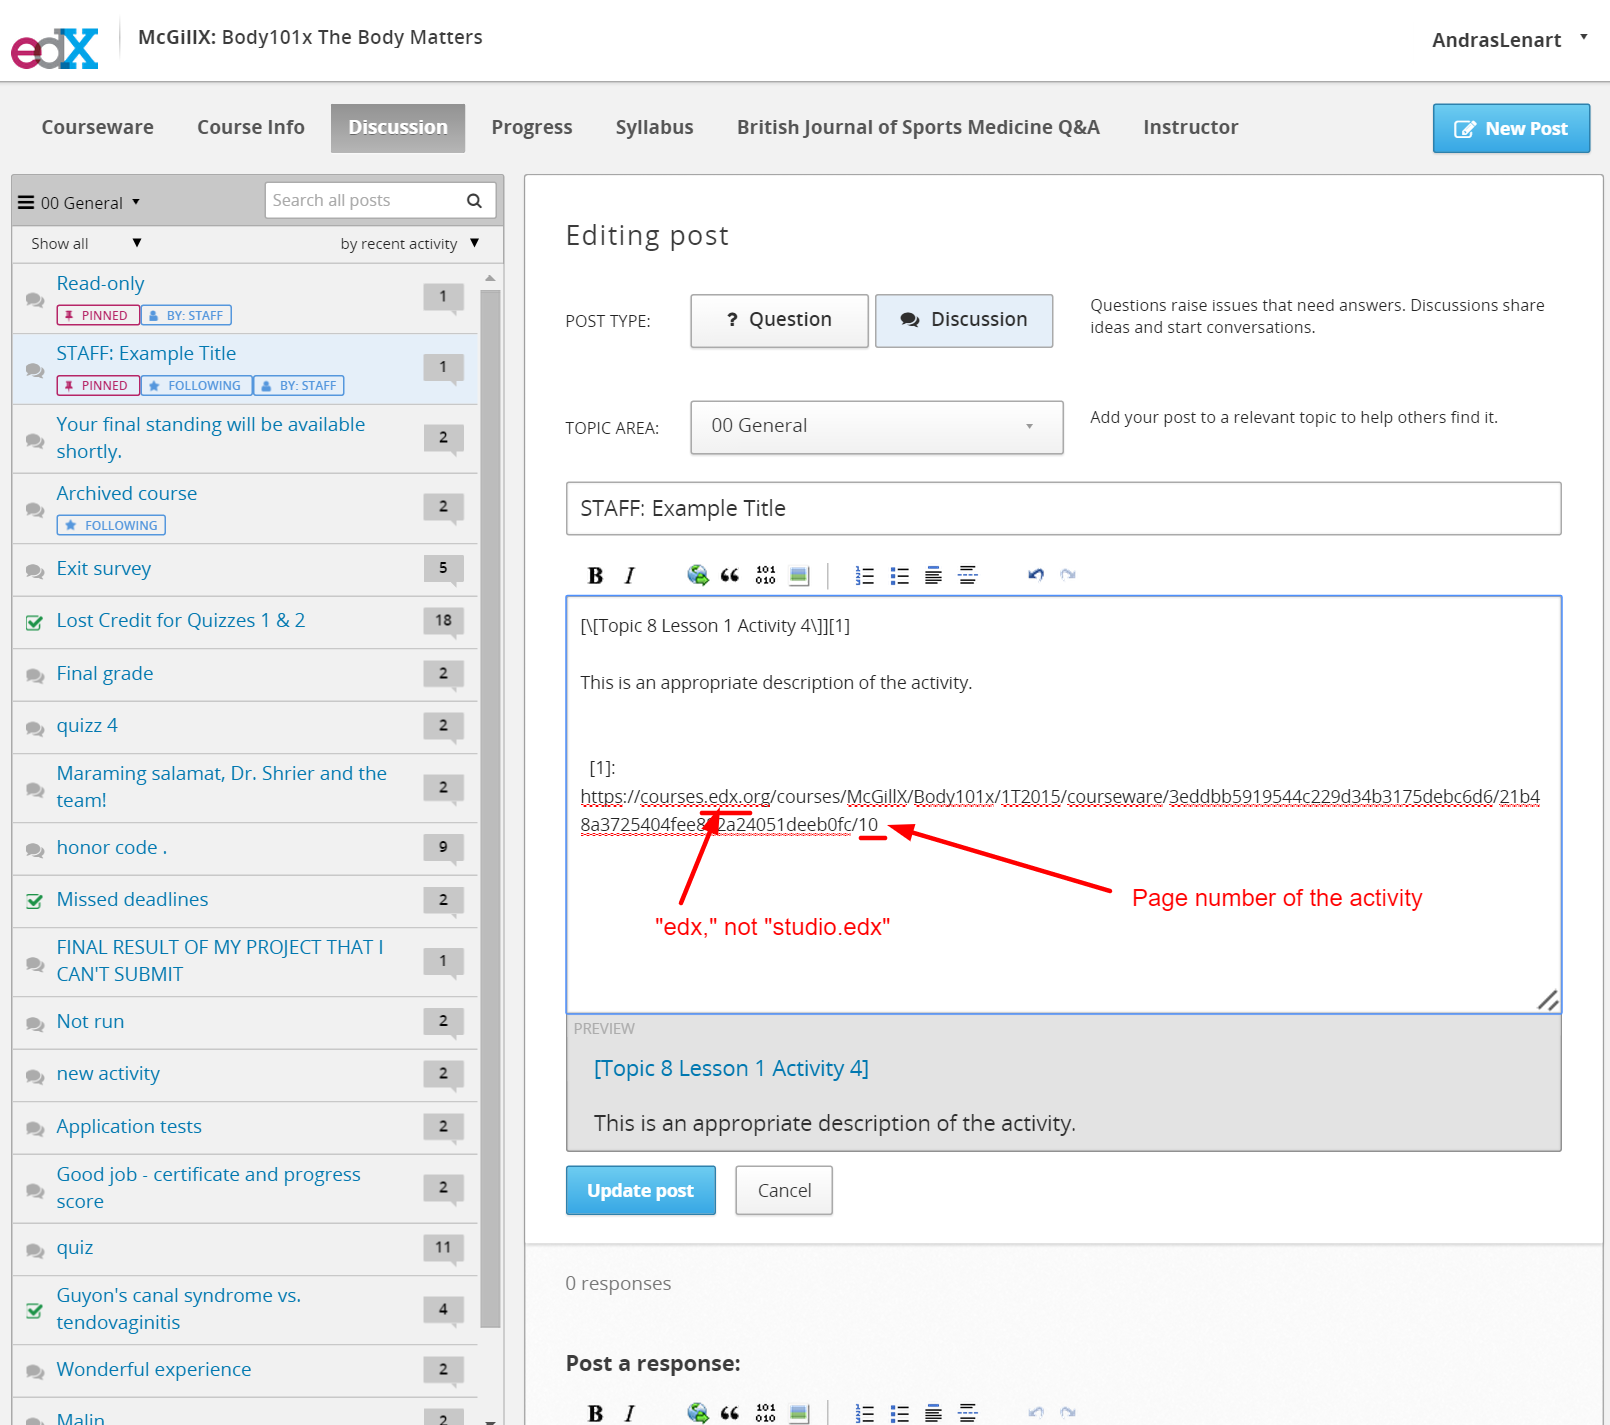 edX
McGillX: Body101x The Body Matters
AndrasLenart
Courseware
Course Info
Discussion
Progress
Syllabus
British Journal of Sports Medicine Q&A
Instructor
New Post
00 General
Search all posts
Show all
by recent activity
Read-only
1
PINNED
BY: STAFF
STAFF: Example Title
1
PINNED
FOLLOWING
BY: STAFF
Your final standing will be available
shortly.
2
Archived course
2
FOLLOWING
Exit survey
5
Lost Credit for Quizzes 1 & 2
18
Final grade
2
quizz 4
2
Maraming salamat, Dr. Shrier and the
team!
2
honor code .
9
Missed deadlines
2
FINAL RESULT OF MY PROJECT THAT I
CAN'T SUBMIT
1
Not run
2
new activity
2
Application tests
2
Good job - certificate and progress
score
2
quiz
11
Guyon's canal syndrome vs.
tendovaginitis
4
Wonderful experience
2
Malin
2
Editing post
POST TYPE:
? Question
Discussion
Questions raise issues that need answers. Discussions share
ideas and start conversations.
TOPIC AREA:
00 General
Add your post to a relevant topic to help others find it.
STAFF: Example Title
B I
101
010
[\[Topic 8 Lesson 1 Activity 4\]][1]
This is an appropriate description of the activity.
[1]:
https://courses.edx.org/courses/McGillX/Body101x/1T2015/courseware/3eddbb5919544c229d34b3175debc6d6/21b4
8a3725404fee8 2a24051deeb0fc/10
"edx," not "studio.edx"
Page number of the activity
PREVIEW
[Topic 8 Lesson 1 Activity 4]
This is an appropriate description of the activity.
Update post
Cancel
0 responses
Post a response:
B I
101
010